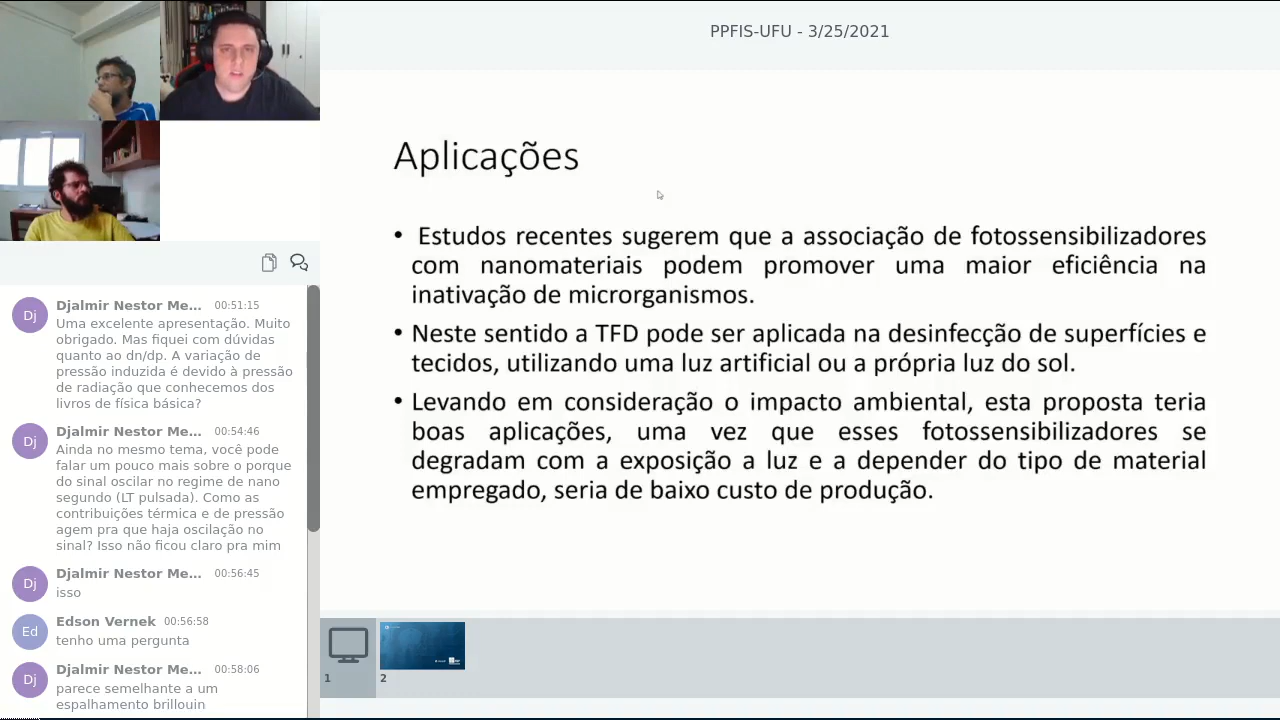 PPFIS-UFU - 3/25/2021
Aplicações
• Estudos recentes sugerem que a associação de fotossensibilizadores
com nanomateriais podem promover uma maior eficiência na
inativação de microrganismos.
• Neste sentido a TFD pode ser aplicada na desinfecção de superfícies e
tecidos, utilizando uma luz artificial ou a própria luz do sol.
• Levando em consideração o impacto ambiental, esta proposta teria
boas aplicações, uma vez que esses fotossensibilizadores se
degradam com a exposição a luz e a depender do tipo de material
empregado, seria de baixo custo de produção.
Dj
Djalmir Nestor Me... 00:51:15
Uma excelente apresentação. Muito
obrigado. Mas fiquei com dúvidas
quanto ao dn/dp. A variação de
pressão induzida é devido à pressão
de radiação que conhecemos dos
livros de física básica?
Dj
Djalmir Nestor Me... 00:54:46
Ainda no mesmo tema, você pode
falar um pouco mais sobre o porque
do sinal oscilar no regime de nano
segundo (LT pulsada). Como as
contribuições térmica e de pressão
agem pra que haja oscilação no
sinal? Isso não ficou claro pra mim
Dj
Djalmir Nestor Me... 00:56:45
isso
Ed
Edson Vernek 00:56:58
tenho uma pergunta
Dj
Djalmir Nestor Me... 00:58:06
parece semelhante a um
espalhamento brillouin
1
2